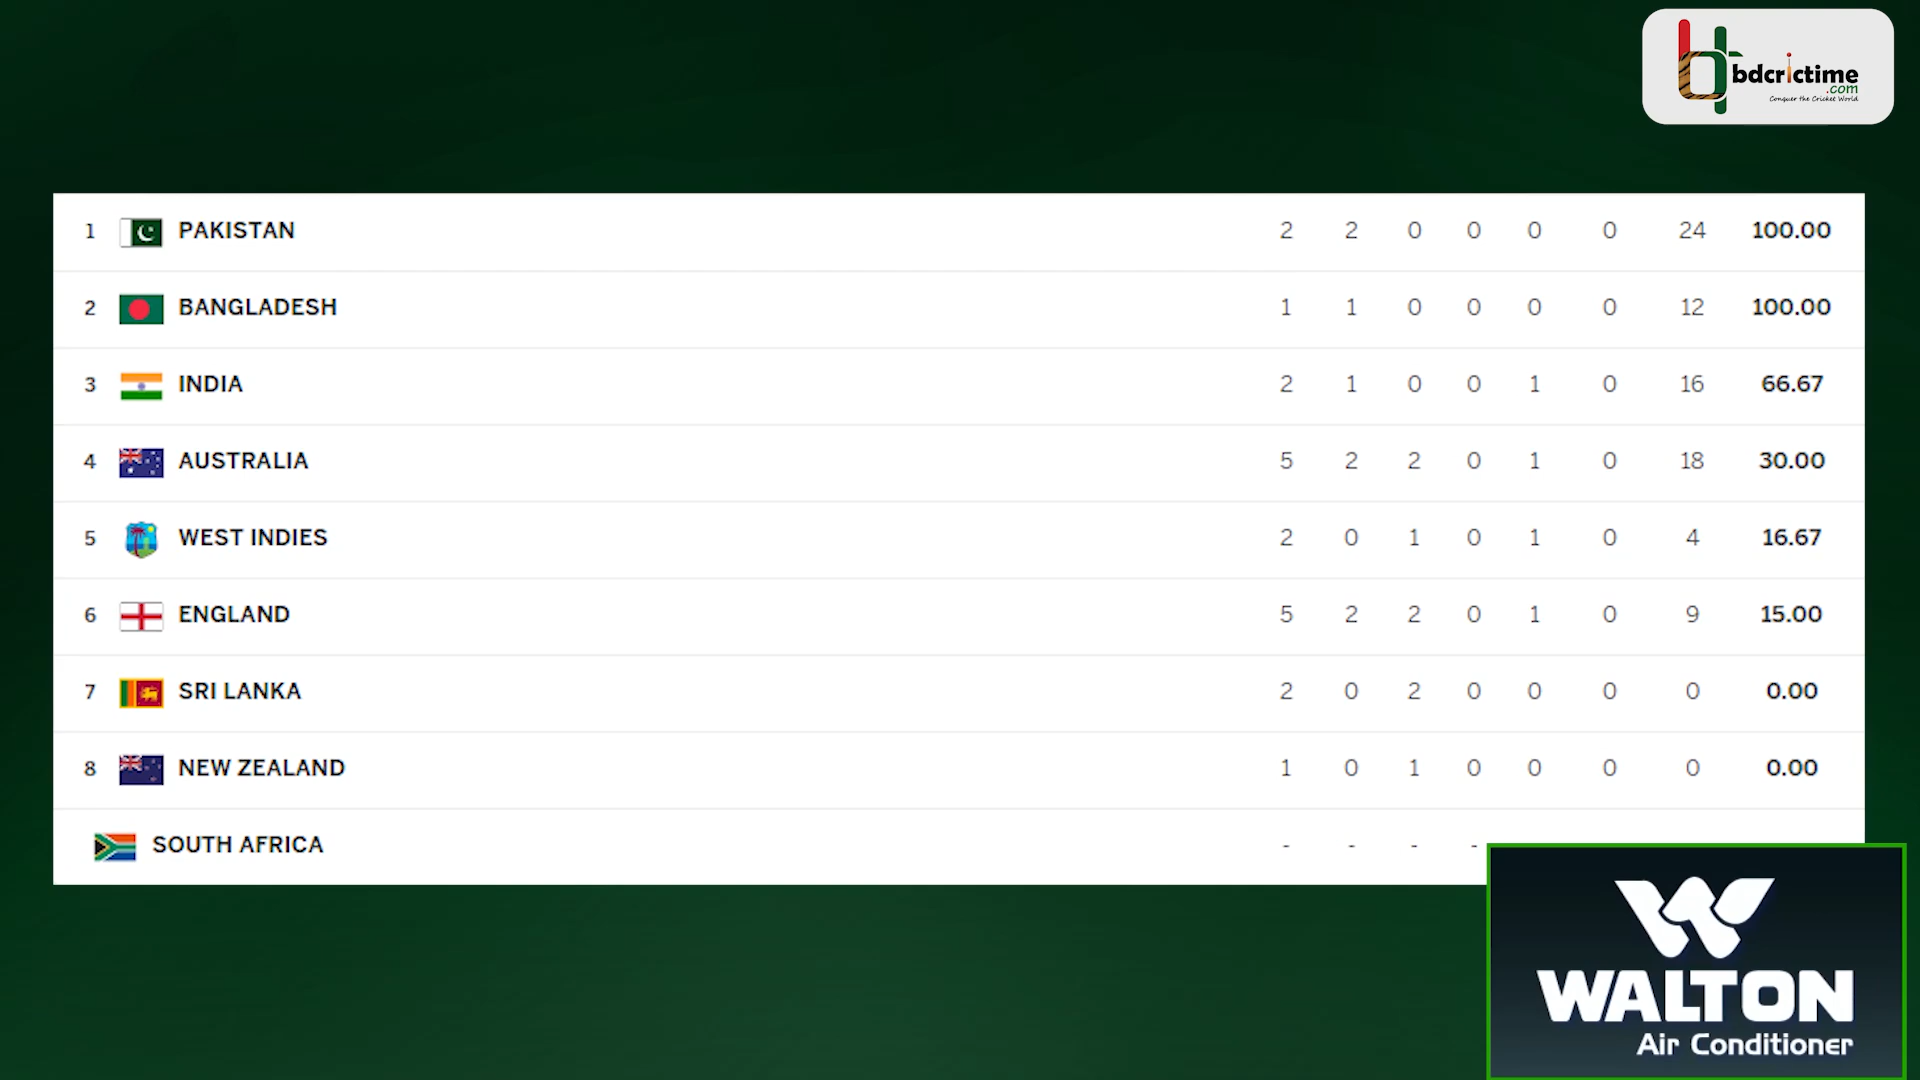 bdcrictime
.com
Conquer the Cricket World
1 PAKISTAN 2 2 0 0 0 0 24 100.00
2 BANGLADESH 1 1 0 0 0 0 12 100.00
3 INDIA 2 1 0 0 1 0 16 66.67
4 AUSTRALIA 5 2 2 0 1 0 18 30.00
5 WEST INDIES 2 0 1 0 1 0 4 16.67
6 ENGLAND 5 2 2 0 1 0 9 15.00
7 SRI LANKA 2 0 2 0 0 0 0 0.00
8 NEW ZEALAND 1 0 1 0 0 0 0 0.00
SOUTH AFRICA - - - -
WALTON
Air Conditioner